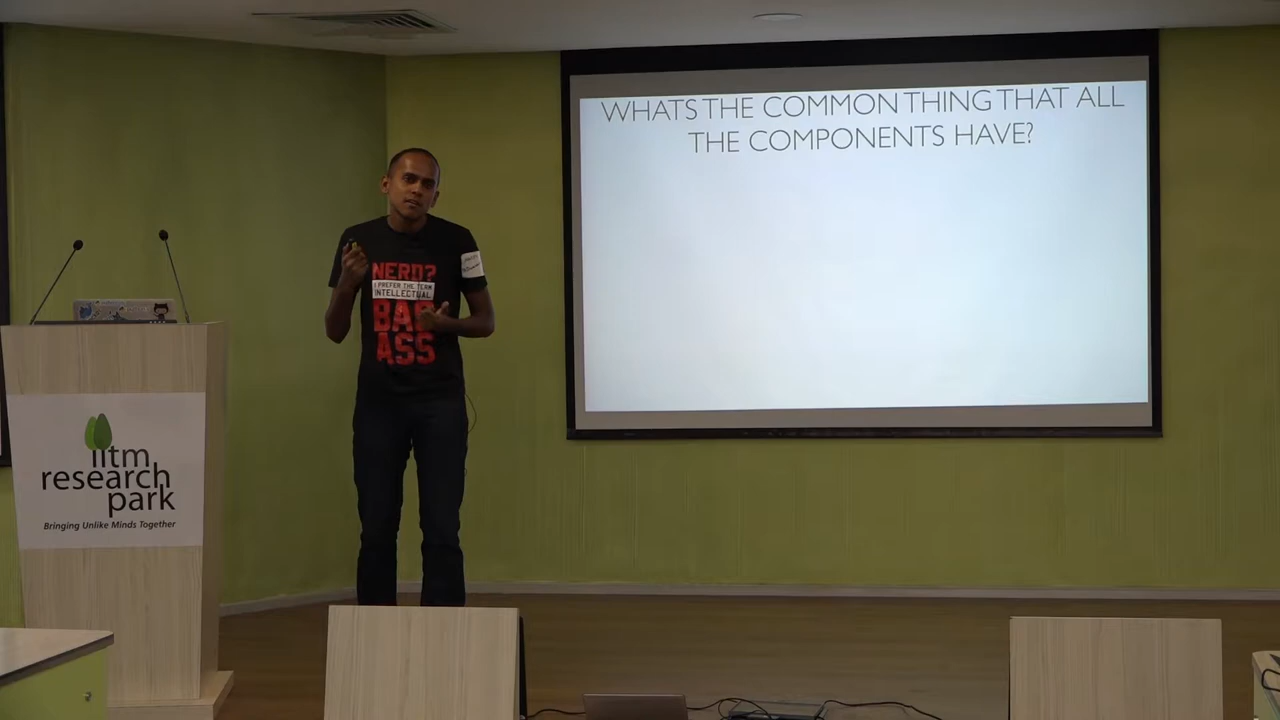 WHATS THE COMMON THING THAT ALL
THE COMPONENTS HAVE?
NERD?
I PREFER THE TERM
INTELLECTUAL
BAD
ASS
iitm
research
park
Bringing Unlike Minds Together